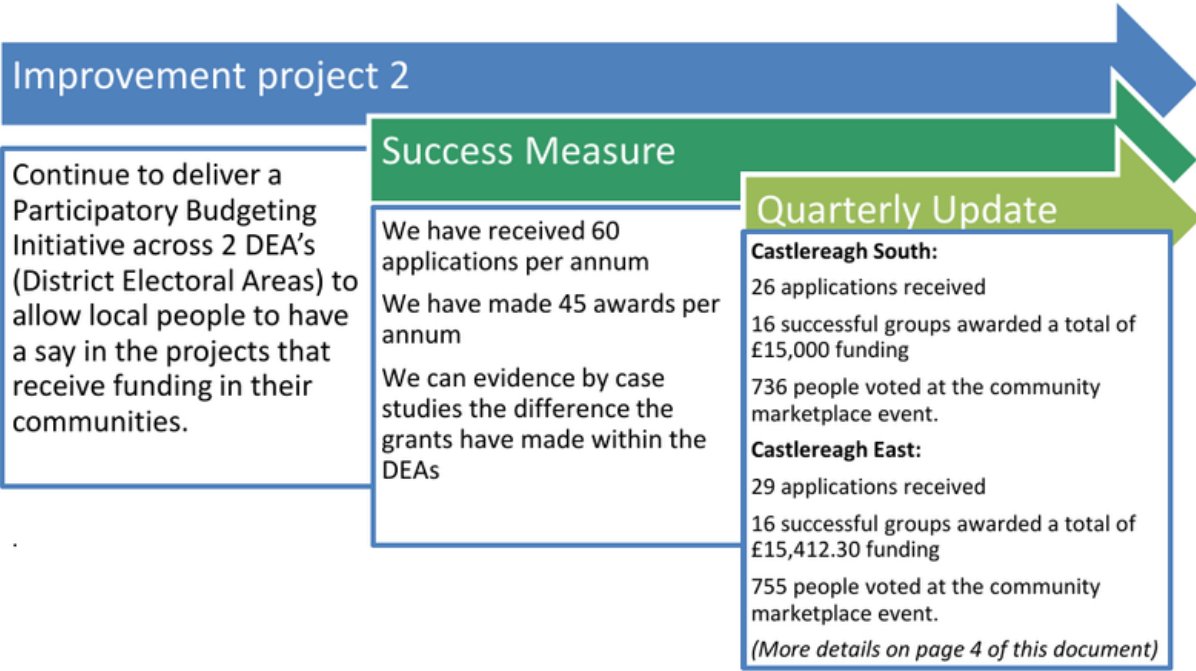 Improvement project 2
Continue to deliver a
Participatory Budgeting
Initiative across 2 DEA’s
(District Electoral Areas) to
allow local people to have
a say in the projects that
receive funding in their
communities.
.
Success Measure
We have received 60
applications per annum
We have made 45 awards per
annum
We can evidence by case
studies the difference the
grants have made within the
DEAs
Quarterly Update
Castlereagh South:
26 applications received
16 successful groups awarded a total of
£15,000 funding
736 people voted at the community
marketplace event.
Castlereagh East:
29 applications received
16 successful groups awarded a total of
£15,412.30 funding
755 people voted at the community
marketplace event.
(More details on page 4 of this document)